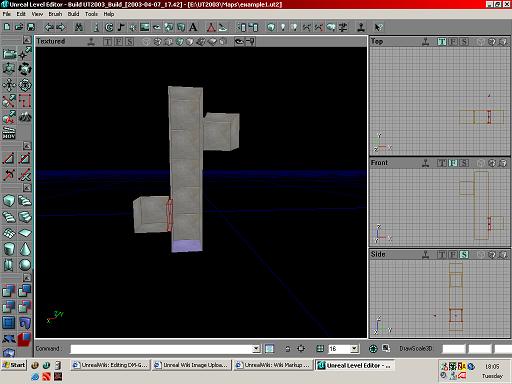 Unreal Level Editor - Build UT2003_Build_[2003-04-07_17.42] - [E:\UT2003\Maps\example1.ut2]
File Edit View Brush Build Tools Help
Textured
Top
T F S
Front
T F S
Side
T F S
MOV
Command:
16
DrawScale3D:
Start
UnrealWiki: Editing DM-G...
Unreal Wiki Image Uploa...
UnrealWiki: Wiki Markup ...
Unreal Level Editor - ...
18:05
Tuesday